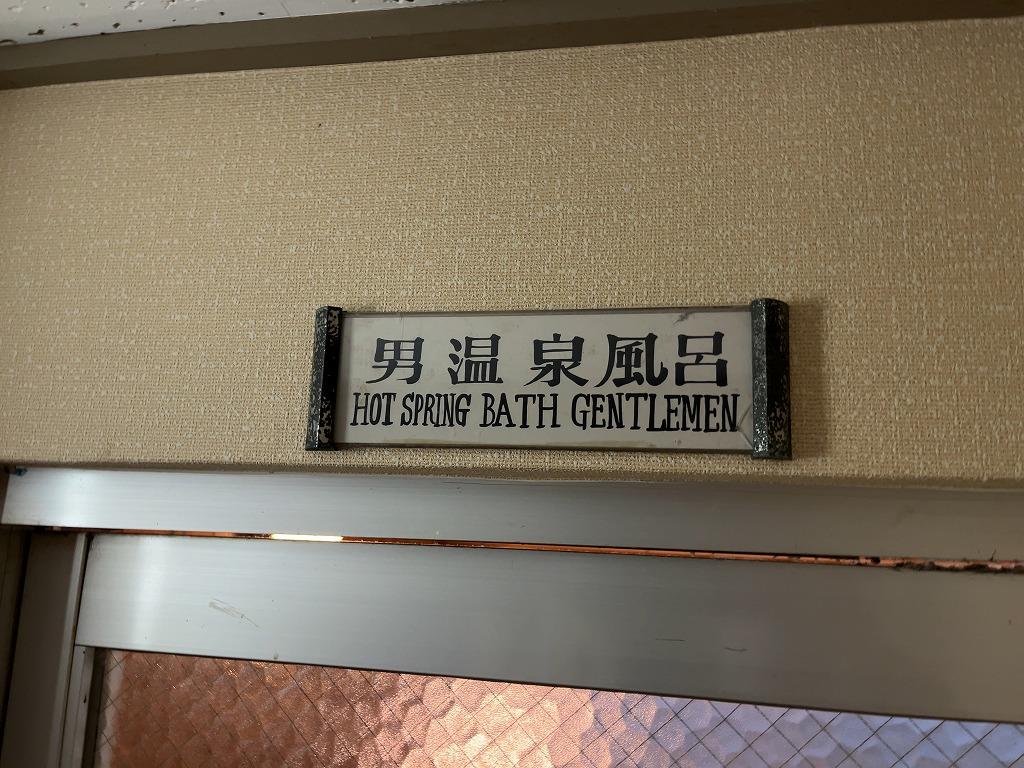 男温泉風呂
HOT SPRING BATH GENTLEMEN